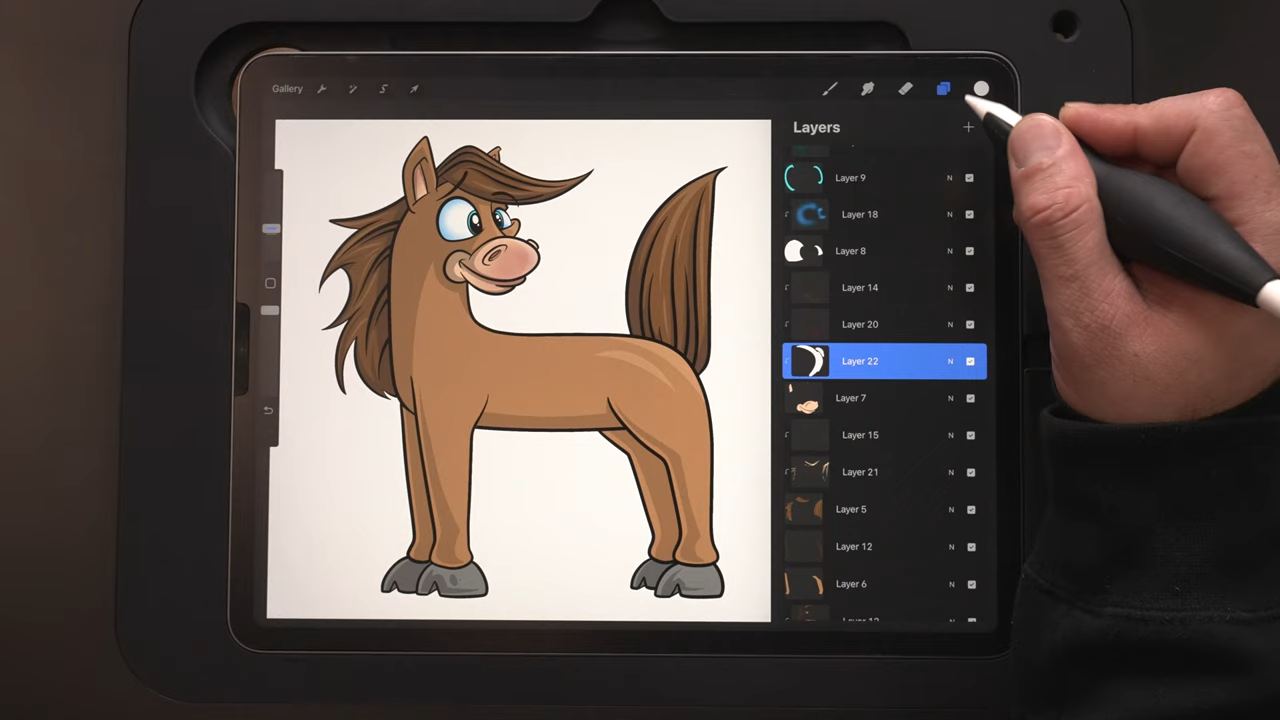 Gallery
Layers
Layer 9 N
Layer 18 N
Layer 8 N
Layer 14 N
Layer 20 N
Layer 22 N
Layer 7 N
Layer 15 N
Layer 21 N
Layer 5 N
Layer 12 N
Layer 6 N